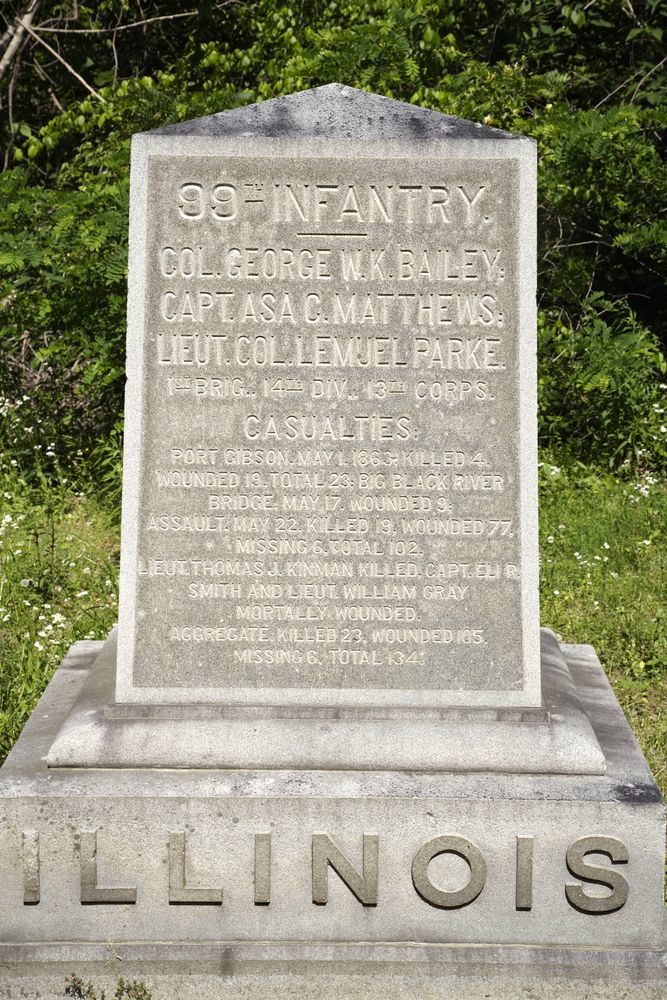 99TH INFANTRY.
COL. GEORGE W.K. BAILEY;
CAPT. ASA C. MATTHEWS;
LIEUT. COL. LEMUEL PARKE.
1ST BRIG., 14TH DIV., 13TH CORPS.
CASUALTIES:
PORT GIBSON, MAY 1, 1863; KILLED 4,
WOUNDED 19, TOTAL 23; BIG BLACK RIVER
BRIDGE, MAY 17, WOUNDED 9.
ASSAULT, MAY 22, KILLED 19, WOUNDED 77,
MISSING 6, TOTAL 102.
LIEUT. THOMAS J. KINMAN KILLED, CAPT. ELI R.
SMITH AND LIEUT. WILLIAM GRAY
MORTALLY WOUNDED.
AGGREGATE, KILLED 23, WOUNDED 105,
MISSING 6, TOTAL 134.
ILLINOIS